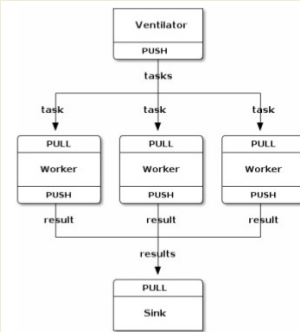 Ventilator
PUSH
tasks
task task task
PULL PULL PULL
Worker Worker Worker
PUSH PUSH PUSH
result result result
results
PULL
Sink